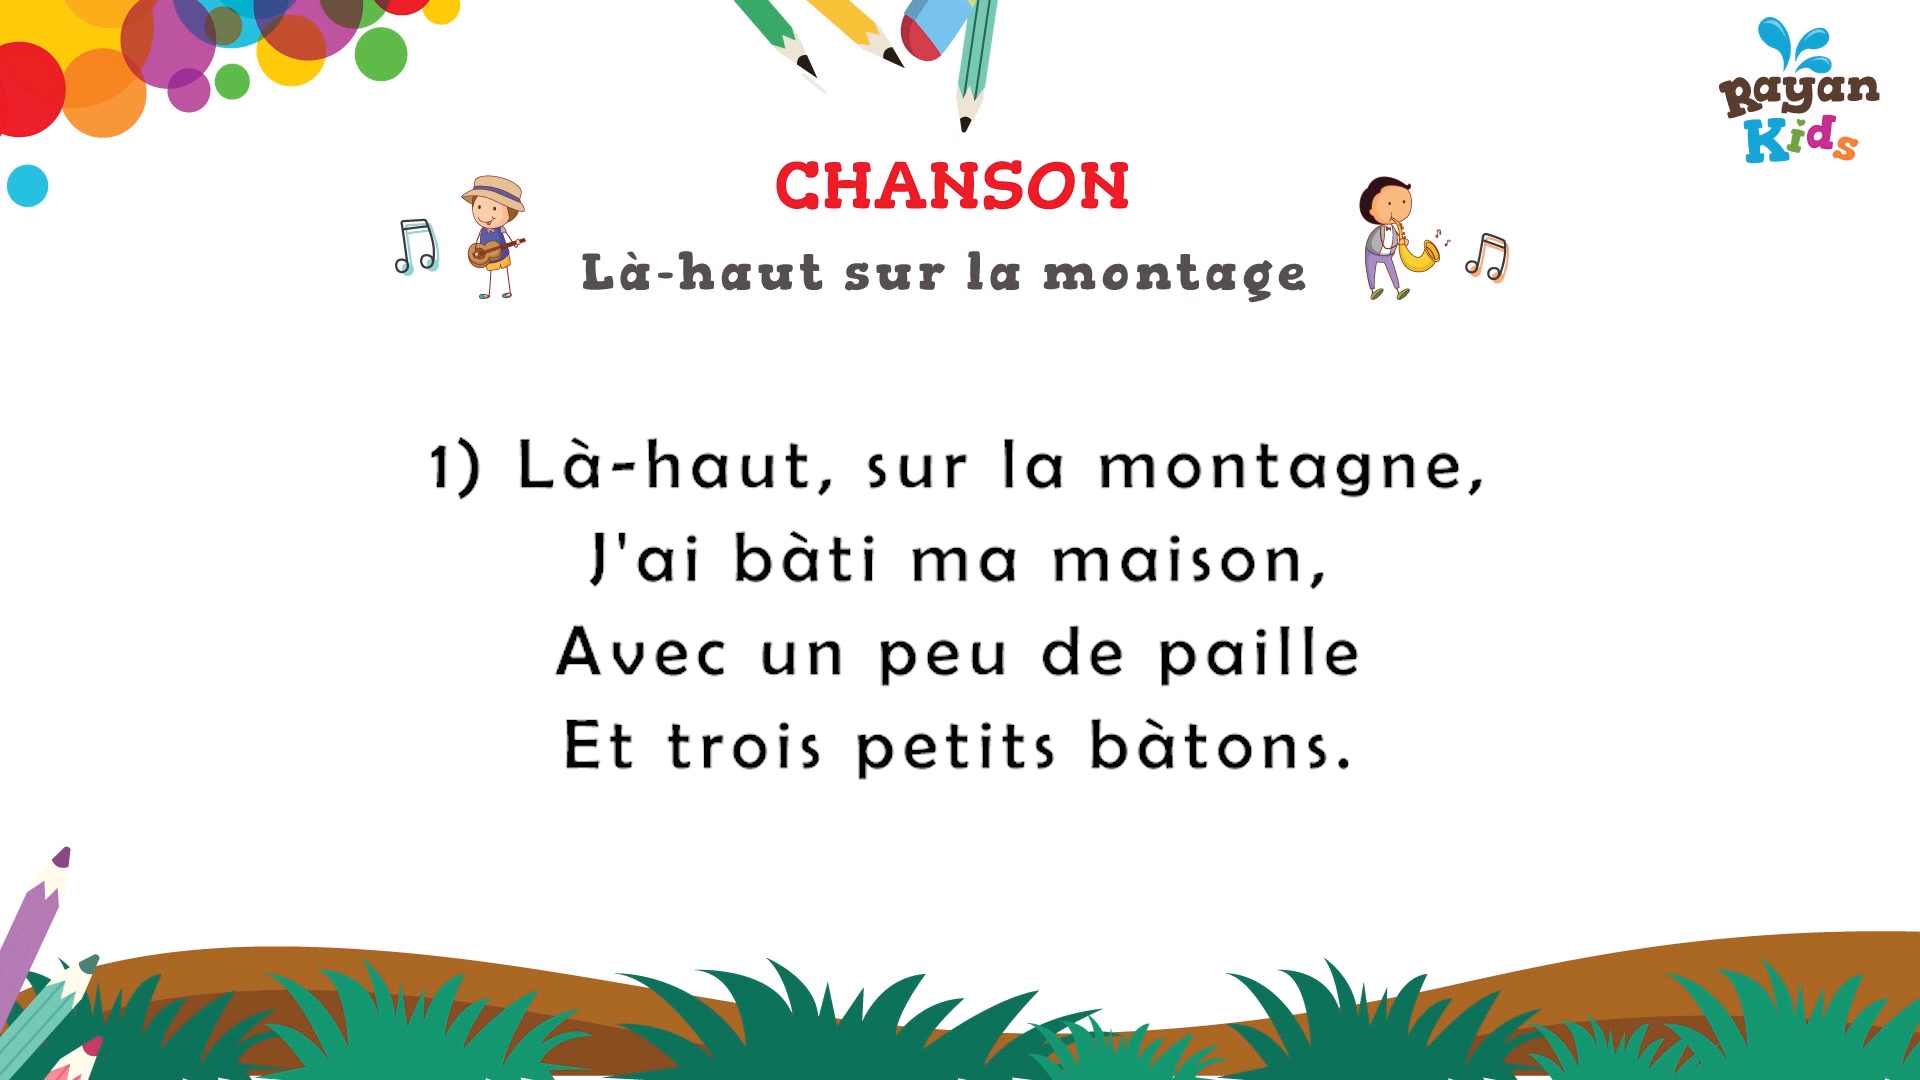 Rayan
Kids
CHANSON
Là-haut sur la montage
1) Là-haut, sur la montagne,
J'ai bàti ma maison,
Avec un peu de paille
Et trois petits bàtons.